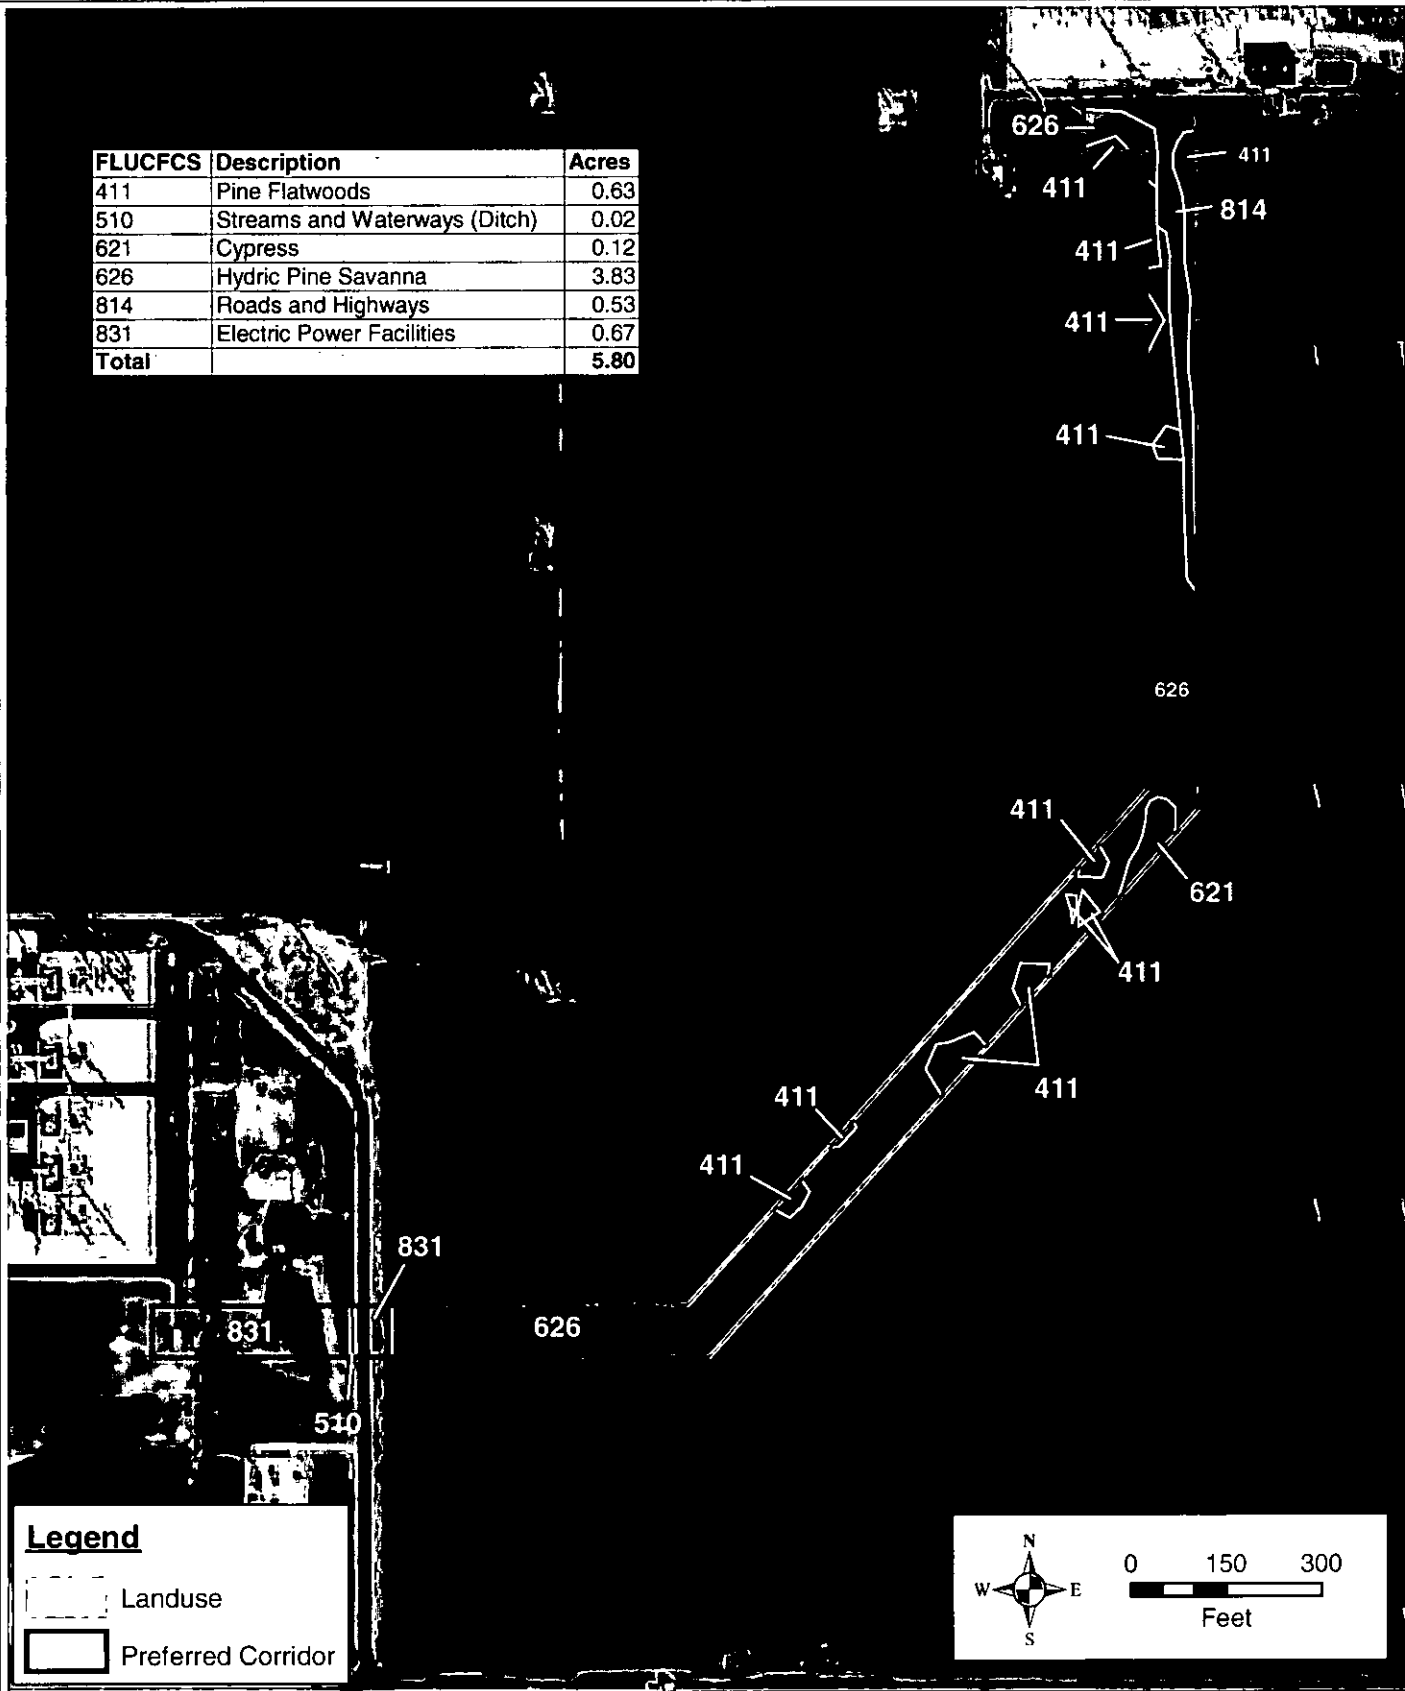 FLUCFCS Description Acres
411 Pine Flatwoods 0.63
510 Streams and Waterways (Ditch) 0.02
621 Cypress 0.12
626 Hydric Pine Savanna 3.83
814 Roads and Highways 0.53
831 Electric Power Facilities 0.67
Total 5.80
626
411
411
814
411
411
411
626
411
621
411
411
411
411
831
831
626
510
Legend
Landuse
Preferred Corridor
N
W E
S
0 150 300
Feet